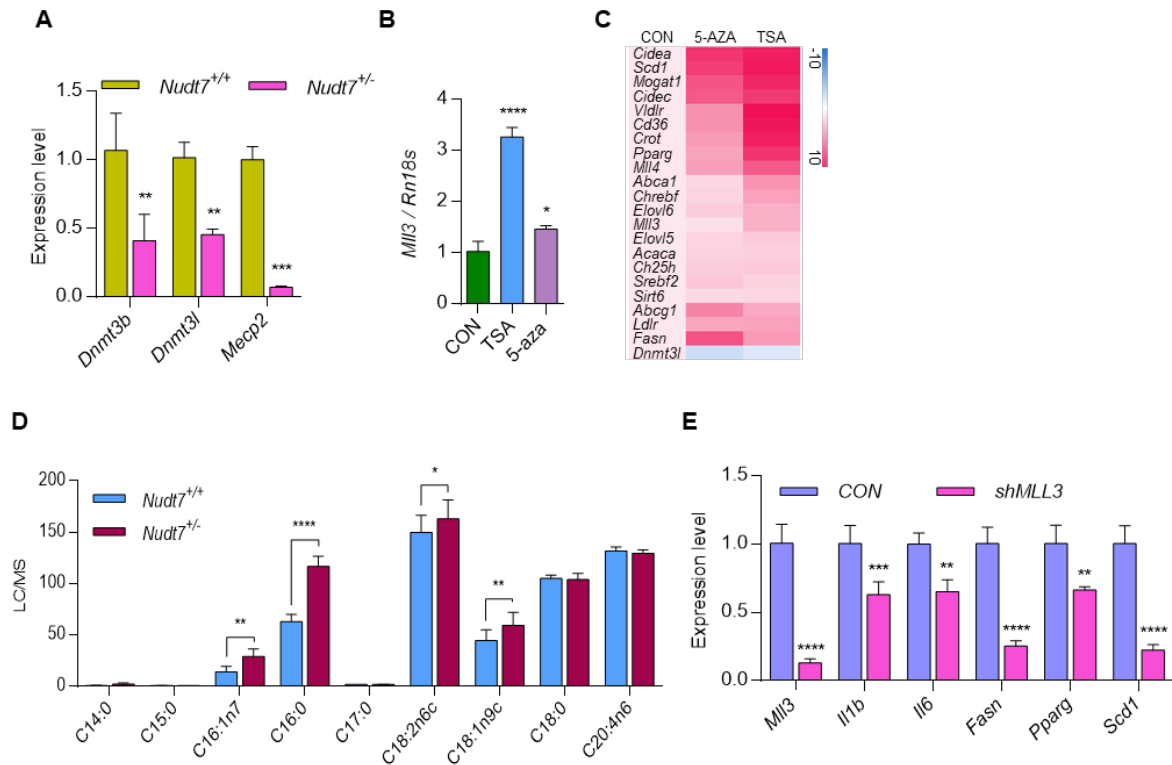 A
Nudt7+/+ Nudt7+/-
Expression level
1.5
1.0
0.5
0.0
**
**
***
Dnmt3b
Dnmt3l
Mecp2
B
Mll3 / Rn18s
4
3
2
1
0
****
*
CON
TSA
5-aza
C
CON 5-AZA TSA
Cidea
Scd1
Mogat1
Cidec
Vldlr
Cd36
Crot
Pparg
Mll4
Abca1
Chrebf
Elovl6
Mll3
Elovl5
Acaca
Ch25h
Srebf2
Sirt6
Abcg1
Ldlr
Fasn
Dnmt3l
-10
10
D
Nudt7+/+
Nudt7+/-
LC/MS
200
150
100
50
0
**
****
*
**
C14:0
C15:0
C16:1n7
C16:0
C17:0
C18:2n6c
C18:1n9c
C18:0
C20:4n6
E
CON shMLL3
Expression level
1.5
1.0
0.5
0.0
****
***
**
****
**
****
Mll3
Il1b
Il6
Fasn
Pparg
Scd1